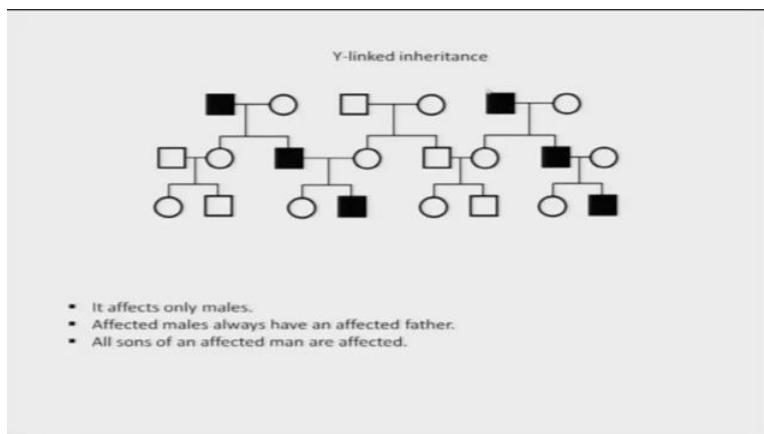 Y-linked inheritance
▪ It affects only males.
▪ Affected males always have an affected father.
▪ All sons of an affected man are affected.